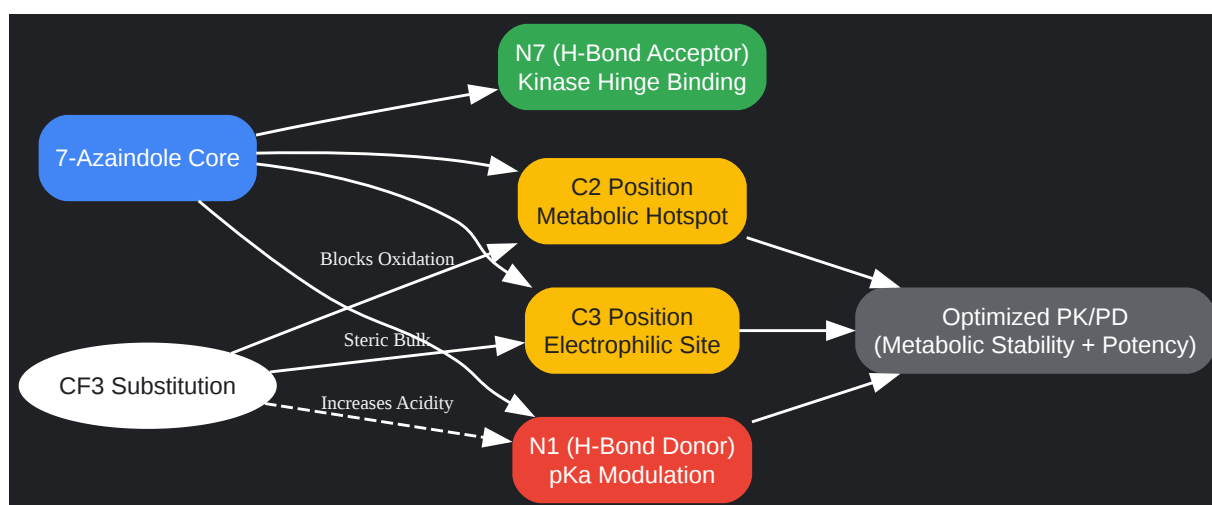 N7 (H-Bond Acceptor)
Kinase Hinge Binding
7-Azaindole Core
C2 Position
Metabolic Hotspot
Blocks Oxidation
C3 Position
Electrophilic Site
Optimized PK/PD
(Metabolic Stability + Potency)
Steric Bulk
CF3 Substitution
Increases Acidity
N1 (H-Bond Donor)
pKa Modulation